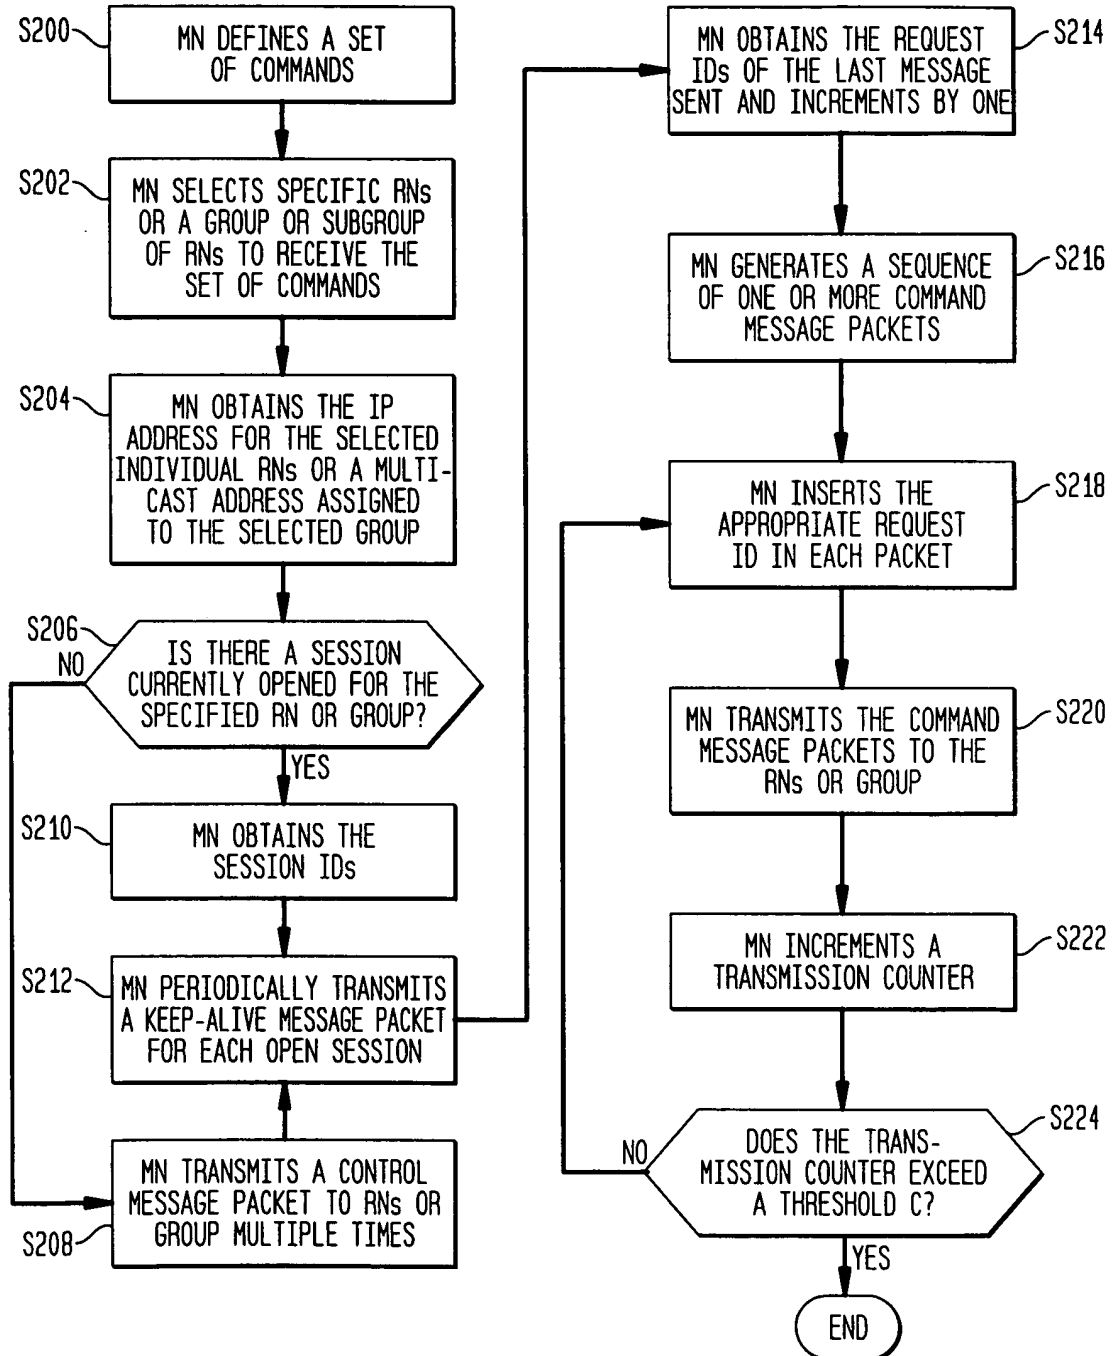 S200
MN DEFINES A SET
OF COMMANDS
S202
MN SELECTS SPECIFIC RNs
OR A GROUP OR SUBGROUP
OF RNs TO RECEIVE THE
SET OF COMMANDS
S204
MN OBTAINS THE IP
ADDRESS FOR THE SELECTED
INDIVIDUAL RNs OR A MULTI-
CAST ADDRESS ASSIGNED
TO THE SELECTED GROUP
S206
NO
IS THERE A SESSION
CURRENTLY OPENED FOR THE
SPECIFIED RN OR GROUP?
YES
S210
MN OBTAINS THE
SESSION IDs
S212
MN PERIODICALLY TRANSMITS
A KEEP-ALIVE MESSAGE PACKET
FOR EACH OPEN SESSION
MN TRANSMITS A CONTROL
MESSAGE PACKET TO RNs OR
GROUP MULTIPLE TIMES
S208
S214
MN OBTAINS THE REQUEST
IDs OF THE LAST MESSAGE
SENT AND INCREMENTS BY ONE
S216
MN GENERATES A SEQUENCE
OF ONE OR MORE COMMAND
MESSAGE PACKETS
S218
MN INSERTS THE
APPROPRIATE REQUEST
ID IN EACH PACKET
S220
MN TRANSMITS THE COMMAND
MESSAGE PACKETS TO THE
RNs OR GROUP
S222
MN INCREMENTS A
TRANSMISSION COUNTER
S224
NO
DOES THE TRANS-
MISSION COUNTER EXCEED
A THRESHOLD C?
YES
END